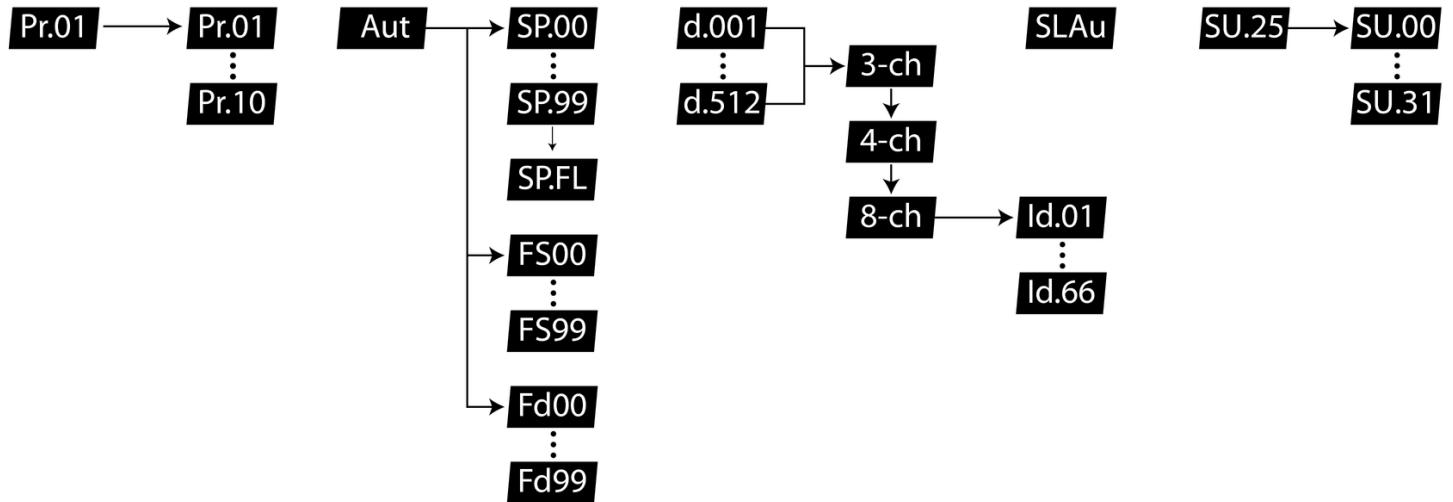 Pr.01 Pr.01 Aut SP.00 d.001 SLAu SU.25 SU.00
3-ch
Pr.10 SP.99 d.512 SU.31
4-ch
SP.FL
8-ch Id.01
FS00
Id.66
FS99
Fd00
Fd99